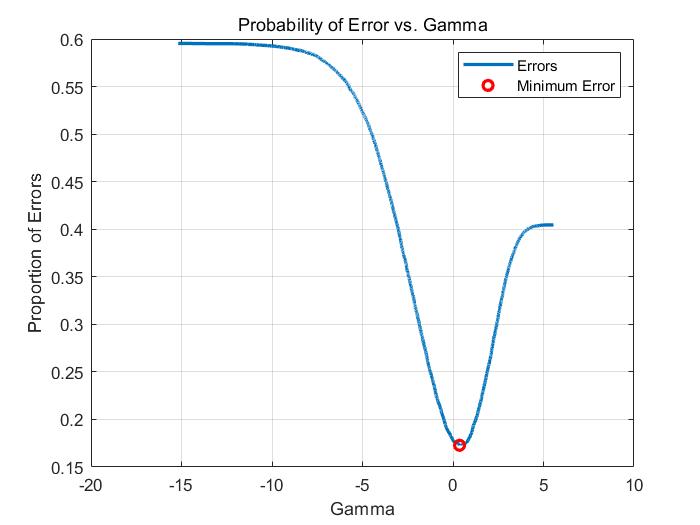 Probability of Error vs. Gamma
0.6
0.55
0.5
0.45
0.4
0.35
0.3
0.25
0.2
0.15
Proportion of Errors
Errors
Minimum Error
-20 -15 -10 -5 0 5 10
Gamma